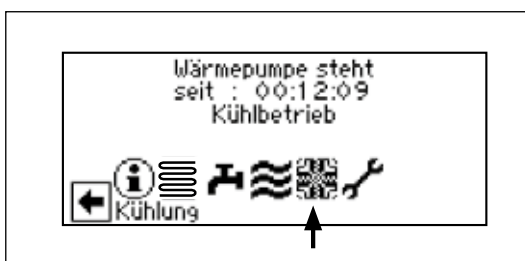 Wärmepumpe steht
seit : 00:12:09
Kühlbetrieb
Kühlung